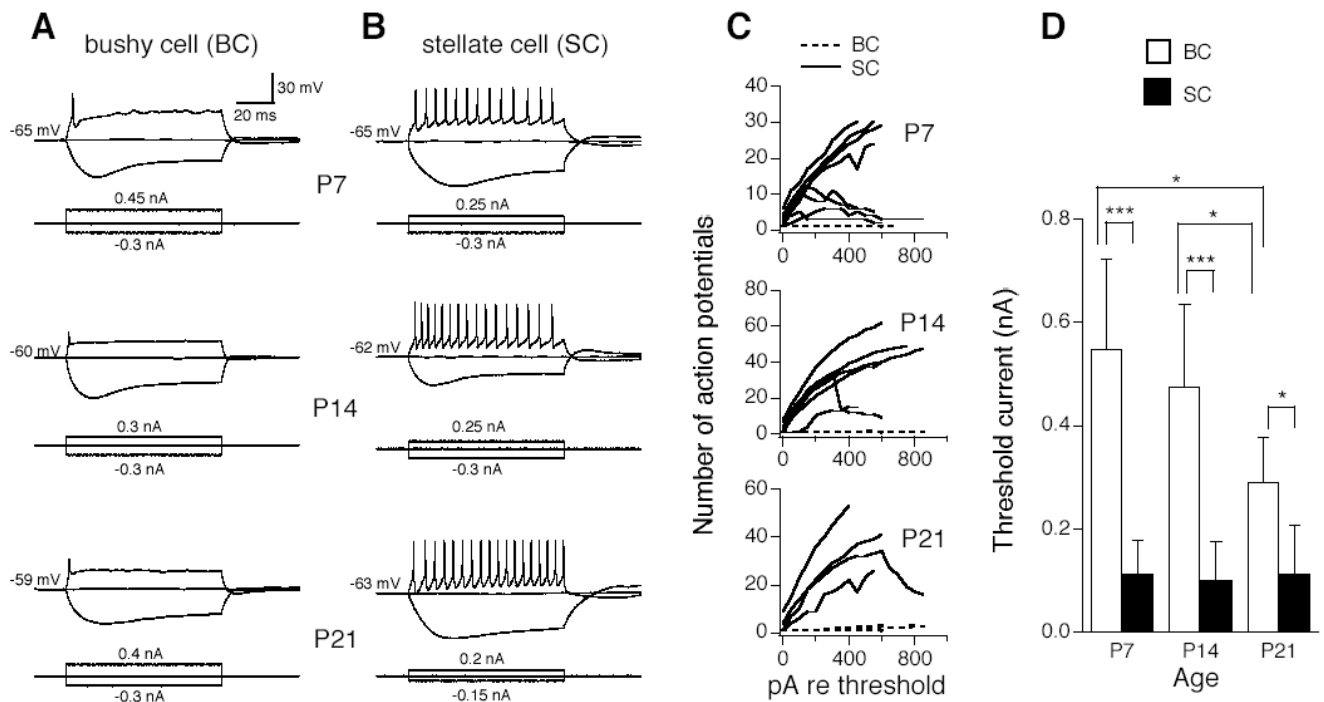 A
bushy cell (BC)
30 mV
20 ms
-65 mV
0.45 nA
-0.3 nA
P7
-60 mV
0.3 nA
-0.3 nA
P14
-59 mV
0.4 nA
-0.3 nA
P21
B
stellate cell (SC)
-65 mV
0.25 nA
-0.3 nA
-62 mV
0.25 nA
-0.3 nA
-63 mV
0.2 nA
-0.15 nA
C
BC
SC
Number of action potentials
40
30
20
10
0
P7
0 400 800
80
60
40
20
0
P14
0 400 800
60
40
20
0
P21
0 400 800
pA re threshold
D
BC
SC
Threshold current (nA)
0.8
0.6
0.4
0.2
0.0
*
***
*
***
*
P7 P14 P21
Age